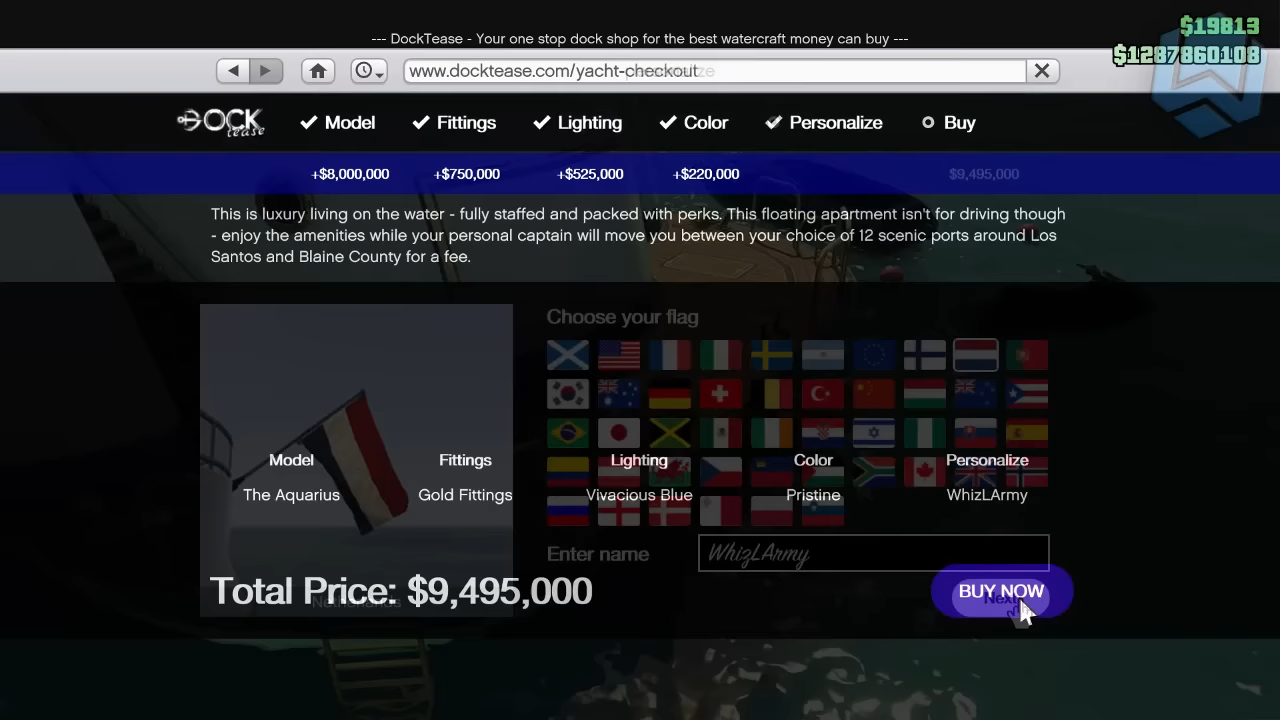 $19813
--- DockTease - Your one stop dock shop for the best watercraft money can buy ---
$1287860108
www.docktease.com/yacht-checkout
DOCK
tease
Model
Fittings
Lighting
Color
Personalize
Buy
+$8,000,000
+$750,000
+$525,000
+$220,000
$9,495,000
This is luxury living on the water - fully staffed and packed with perks. This floating apartment isn't for driving though
- enjoy the amenities while your personal captain will move you between your choice of 12 scenic ports around Los
Santos and Blaine County for a fee.
Choose your flag
Model
Fittings
Lighting
Color
Personalize
The Aquarius
Gold Fittings
Vivacious Blue
Pristine
WhizLArmy
Enter name
WhizLArmy
Total Price: $9,495,000
Netherlands
BUY NOW
Next